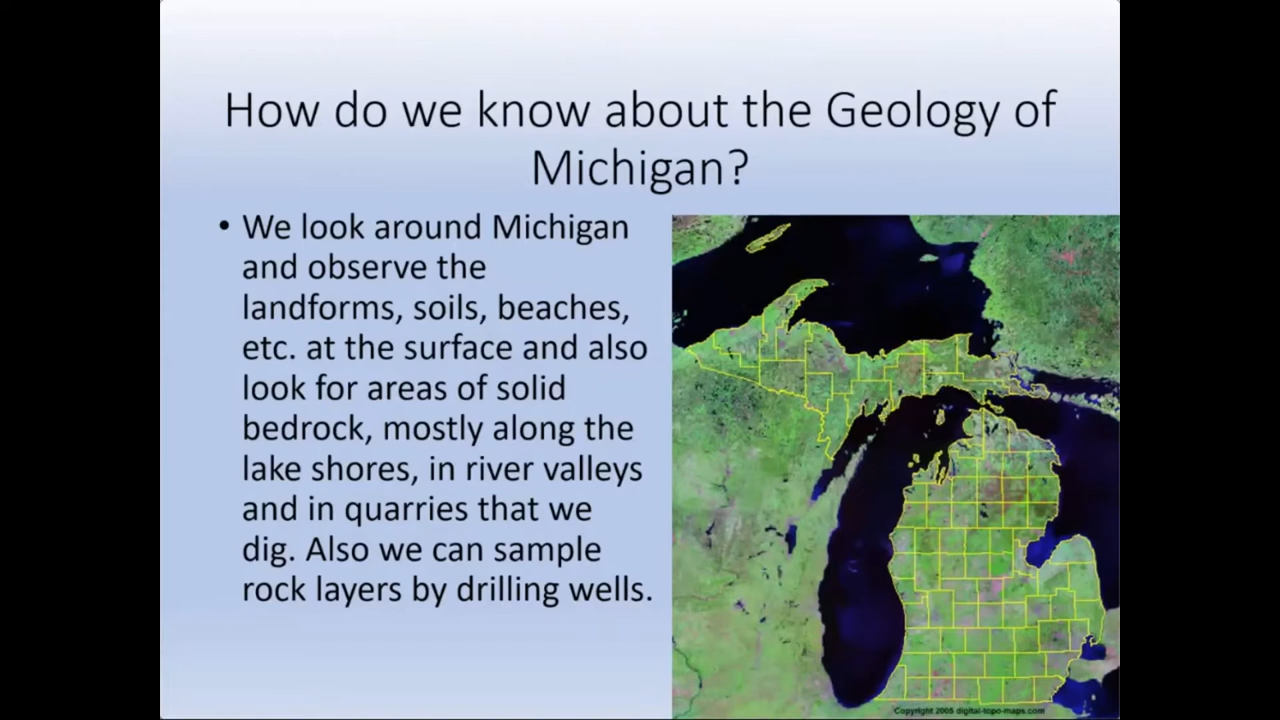 How do we know about the Geology of
Michigan?
• We look around Michigan
and observe the
landforms, soils, beaches,
etc. at the surface and also
look for areas of solid
bedrock, mostly along the
lake shores, in river valleys
and in quarries that we
dig. Also we can sample
rock layers by drilling wells.
Copyright 2005 digital-topo-maps.com